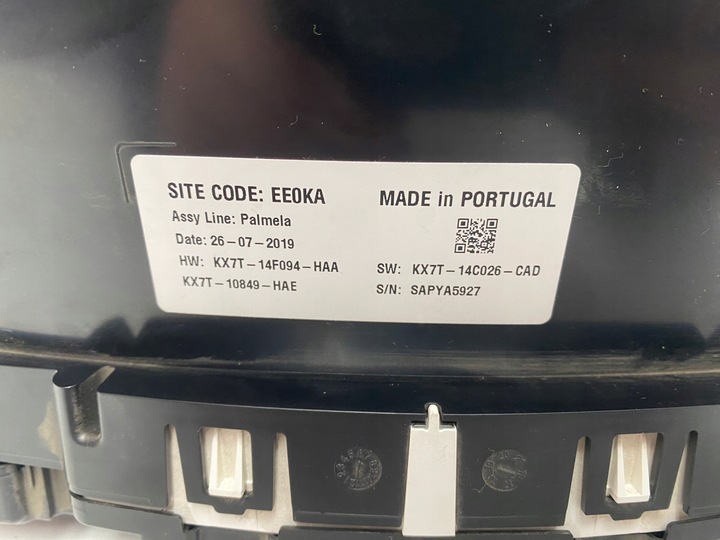 SITE CODE: EE0KA
MADE in PORTUGAL
Assy Line: Palmela
Date: 26-07-2019
HW: KX7T-14F094-HAA
SW: KX7T-14C026-CAD
KX7T-10849-HAE
S/N: SAPYA5927